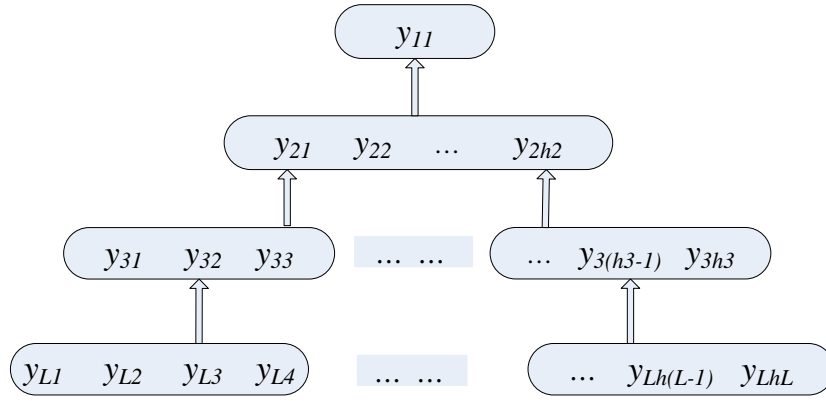 y11
y21 y22 ... y2h2
y31 y32 y33 ... ... ... y3(h3-1) y3h3
yL1 yL2 yL3 yL4 ... ... ... yLh(L-1) yLhL